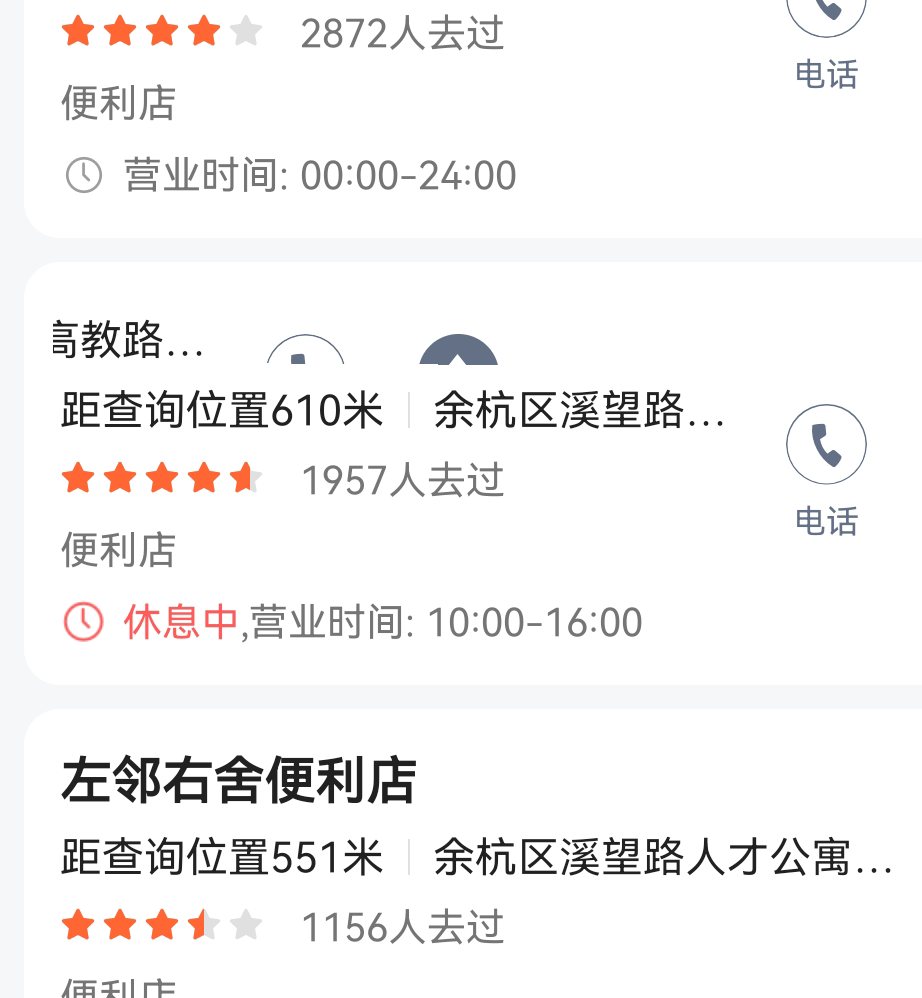 2872人去过
电话
便利店
营业时间: 00:00-24:00
高教路...
距查询位置610米 余杭区溪望路...
1957人去过
电话
便利店
休息中,营业时间: 10:00-16:00
左邻右舍便利店
距查询位置551米 余杭区溪望路人才公寓...
1156人去过
便利店